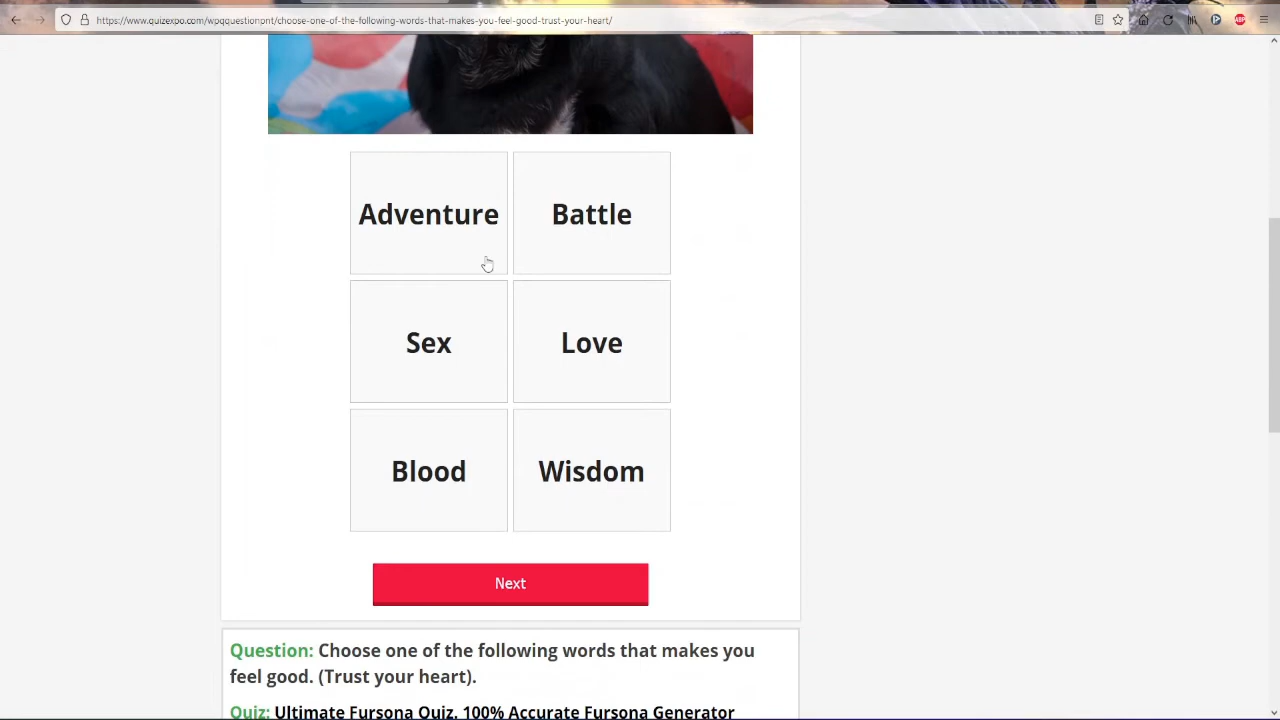 https://www.quizexpo.com/wpqquestionpnt/choose-one-of-the-following-words-that-makes-you-feel-good-trust-your-heart/
ABP
Adventure
Battle
Sex
Love
Blood
Wisdom
Next
Question: Choose one of the following words that makes you
feel good. (Trust your heart).
Quiz: Ultimate Fursona Quiz. 100% Accurate Fursona Generator